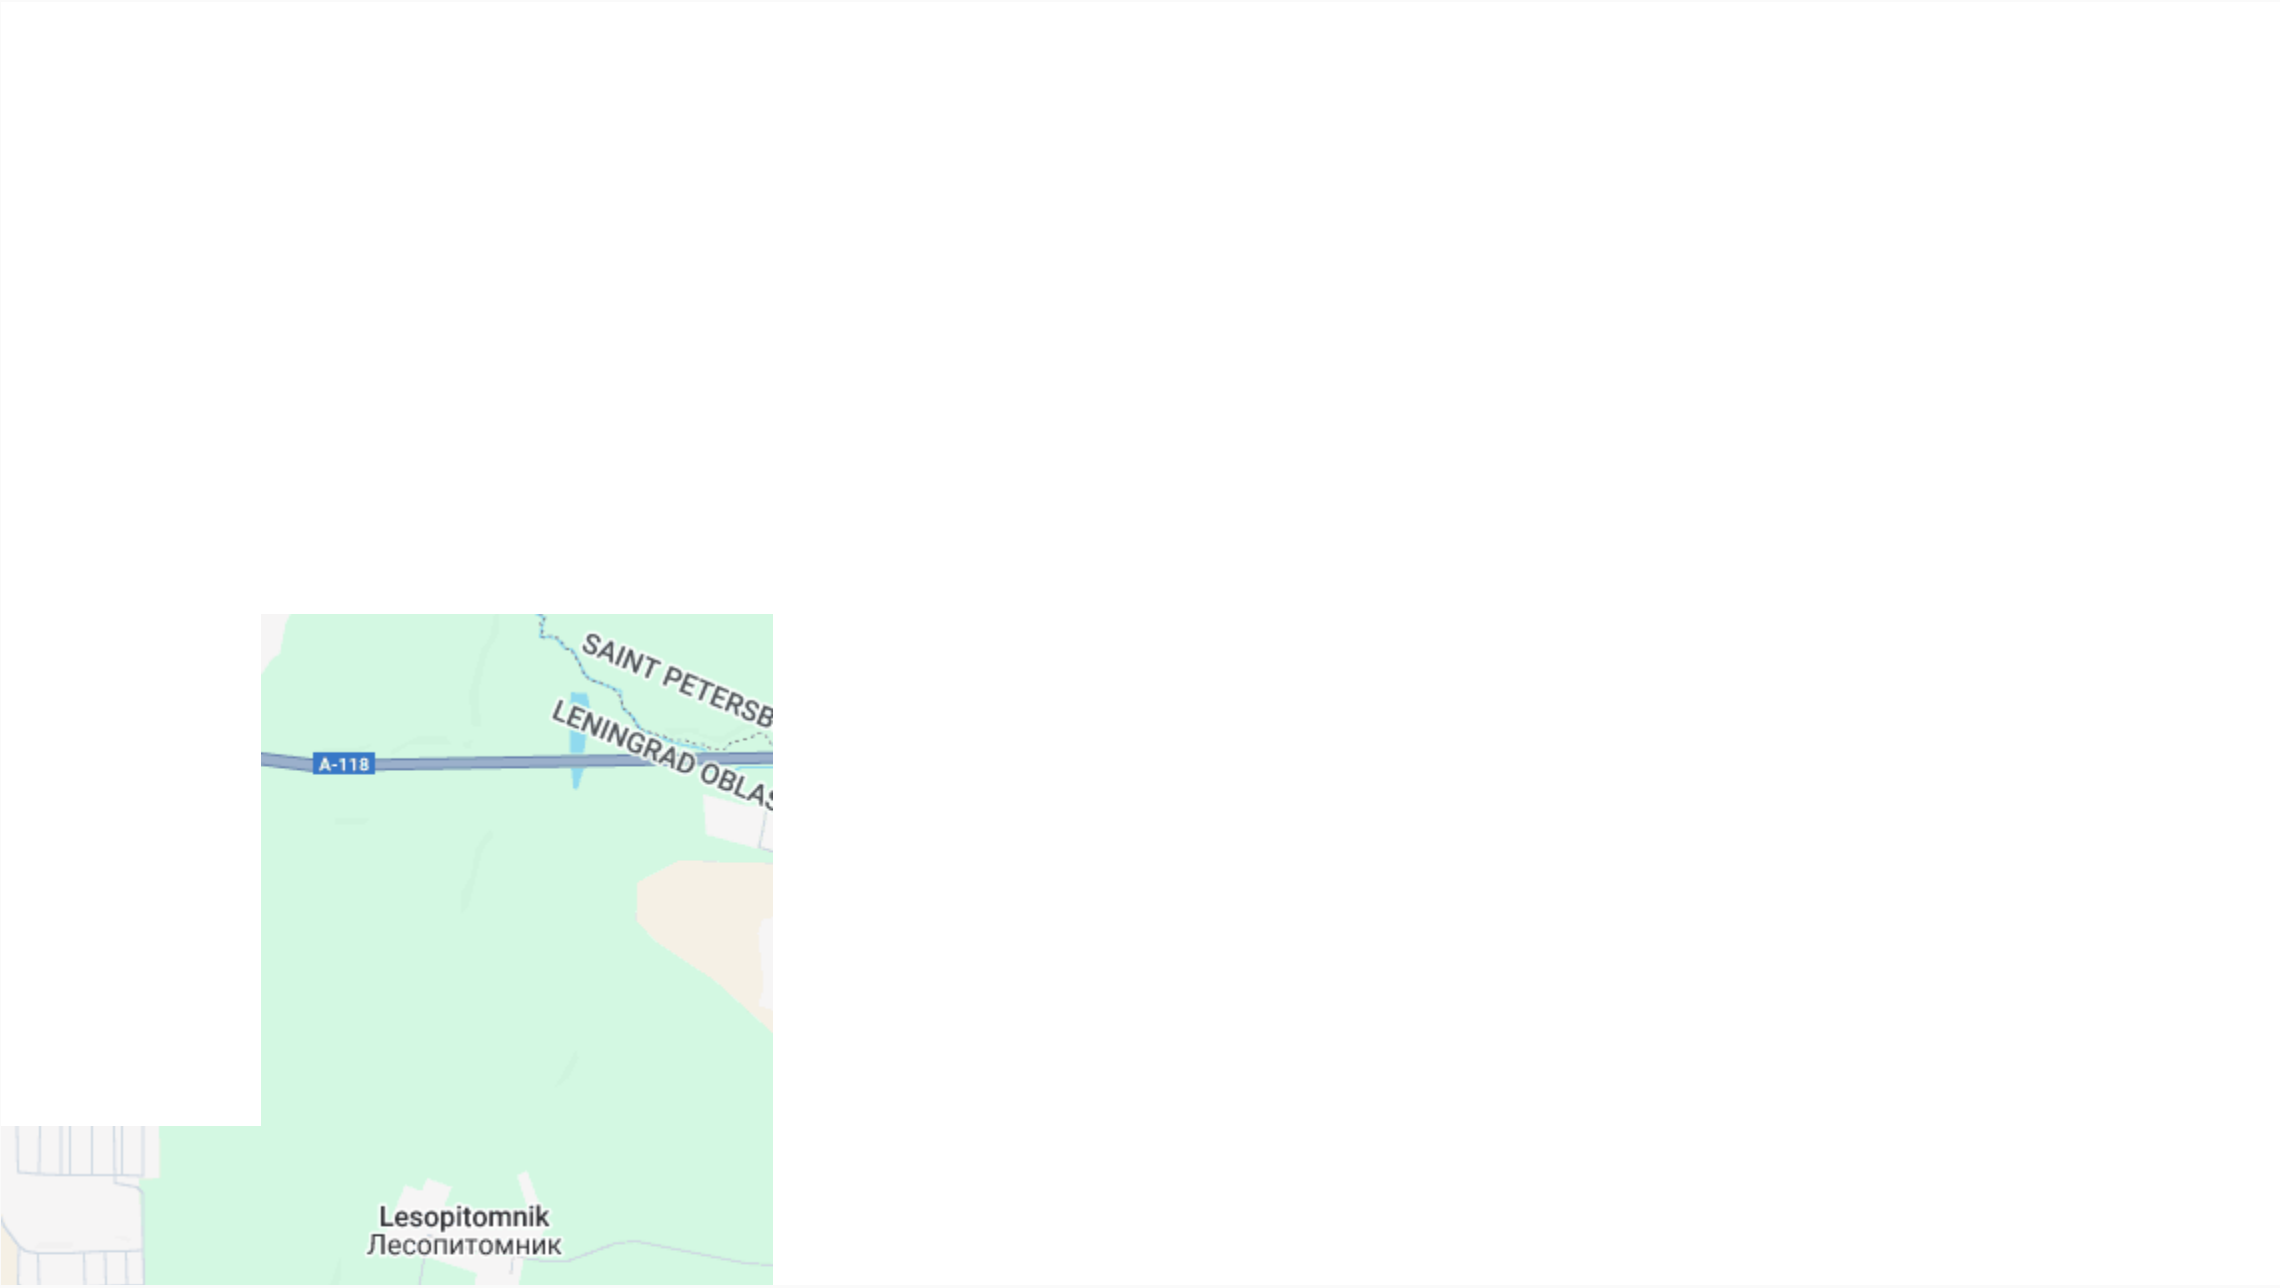 SAINT PETERSB
LENINGRAD OBLAS
A-118
Lesopitomnik
Лесопитомник